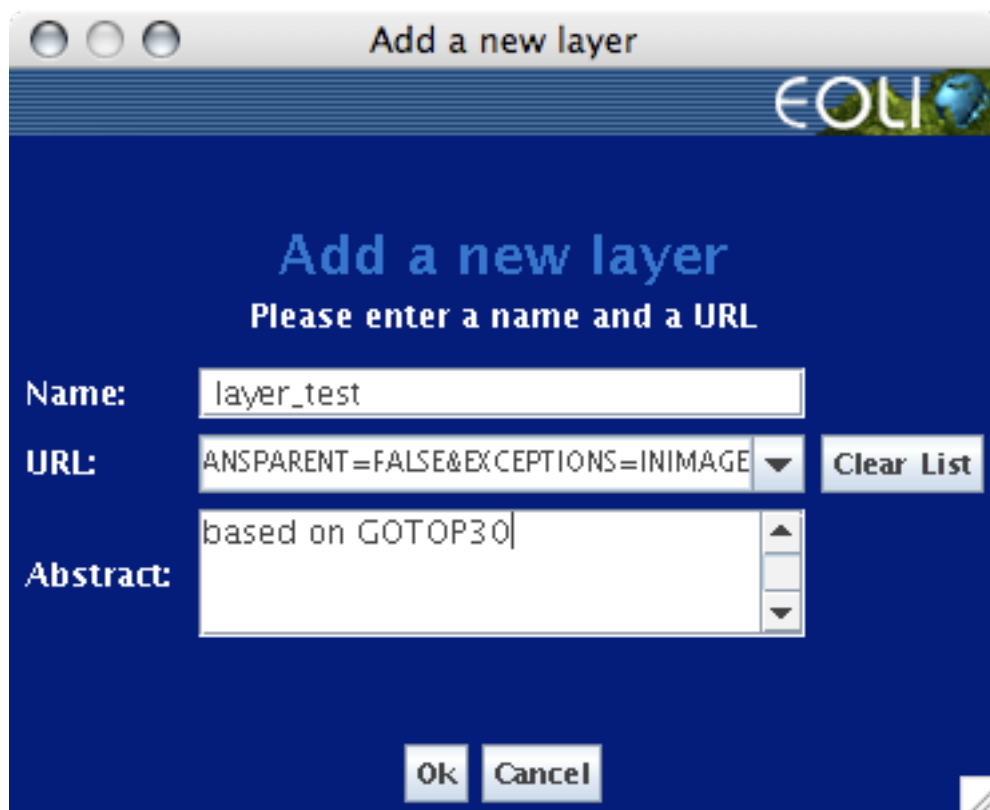 Add a new layer
EOLI
Add a new layer
Please enter a name and a URL
Name: layer_test
URL: ANSPARENT=FALSE&EXCEPTIONS=INIMAGE Clear List
Abstract: based on GOTOP30
Ok Cancel